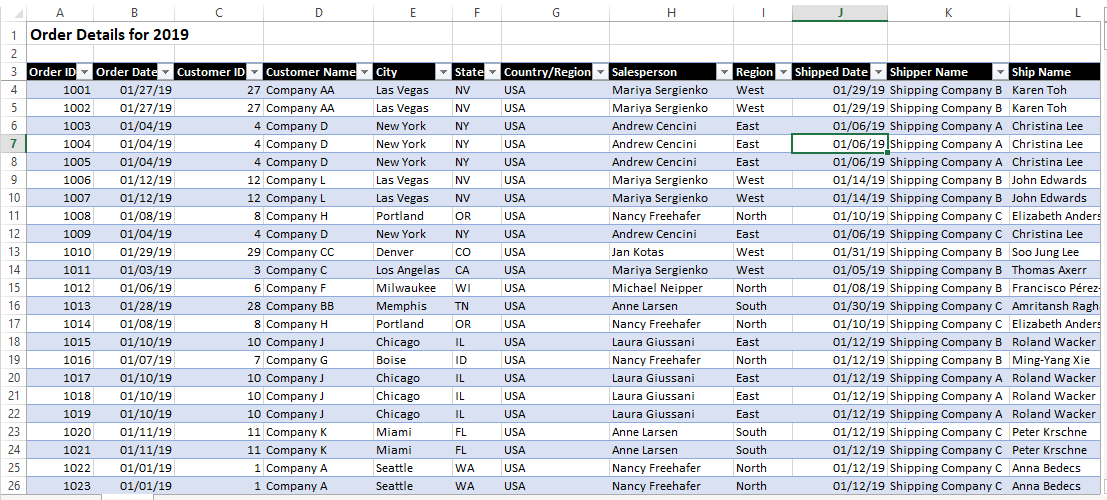 A B C D E F G H I J K L
1 Order Details for 2019
2
3 Order ID Order Date Customer ID Customer Name City State Country/Region Salesperson Region Shipped Date Shipper Name Ship Name
4 1001 01/27/19 27 Company AA Las Vegas NV USA Mariya Sergienko West 01/29/19 Shipping Company B Karen Toh
5 1002 01/27/19 27 Company AA Las Vegas NV USA Mariya Sergienko West 01/29/19 Shipping Company B Karen Toh
6 1003 01/04/19 4 Company D New York NY USA Andrew Cencini East 01/06/19 Shipping Company A Christina Lee
7 1004 01/04/19 4 Company D New York NY USA Andrew Cencini East 01/06/19 Shipping Company A Christina Lee
8 1005 01/04/19 4 Company D New York NY USA Andrew Cencini East 01/06/19 Shipping Company A Christina Lee
9 1006 01/12/19 12 Company L Las Vegas NV USA Mariya Sergienko West 01/14/19 Shipping Company B John Edwards
10 1007 01/12/19 12 Company L Las Vegas NV USA Mariya Sergienko West 01/14/19 Shipping Company B John Edwards
11 1008 01/08/19 8 Company H Portland OR USA Nancy Freehafer North 01/10/19 Shipping Company C Elizabeth Anders
12 1009 01/04/19 4 Company D New York NY USA Andrew Cencini East 01/06/19 Shipping Company C Christina Lee
13 1010 01/29/19 29 Company CC Denver CO USA Jan Kotas West 01/31/19 Shipping Company B Soo Jung Lee
14 1011 01/03/19 3 Company C Los Angelas CA USA Mariya Sergienko West 01/05/19 Shipping Company B Thomas Axerr
15 1012 01/06/19 6 Company F Milwaukee WI USA Michael Neipper North 01/08/19 Shipping Company B Francisco Pérez-
16 1013 01/28/19 28 Company BB Memphis TN USA Anne Larsen South 01/30/19 Shipping Company C Amritansh Ragh
17 1014 01/08/19 8 Company H Portland OR USA Nancy Freehafer North 01/10/19 Shipping Company C Elizabeth Anders
18 1015 01/10/19 10 Company J Chicago IL USA Laura Giussani East 01/12/19 Shipping Company B Roland Wacker
19 1016 01/07/19 7 Company G Boise ID USA Nancy Freehafer North 01/12/19 Shipping Company B Ming-Yang Xie
20 1017 01/10/19 10 Company J Chicago IL USA Laura Giussani East 01/12/19 Shipping Company A Roland Wacker
21 1018 01/10/19 10 Company J Chicago IL USA Laura Giussani East 01/12/19 Shipping Company A Roland Wacker
22 1019 01/10/19 10 Company J Chicago IL USA Laura Giussani East 01/12/19 Shipping Company A Roland Wacker
23 1020 01/11/19 11 Company K Miami FL USA Anne Larsen South 01/12/19 Shipping Company C Peter Krschne
24 1021 01/11/19 11 Company K Miami FL USA Anne Larsen South 01/12/19 Shipping Company C Peter Krschne
25 1022 01/01/19 1 Company A Seattle WA USA Nancy Freehafer North 01/12/19 Shipping Company C Anna Bedecs
26 1023 01/01/19 1 Company A Seattle WA USA Nancy Freehafer North 01/12/19 Shipping Company C Anna Bedecs